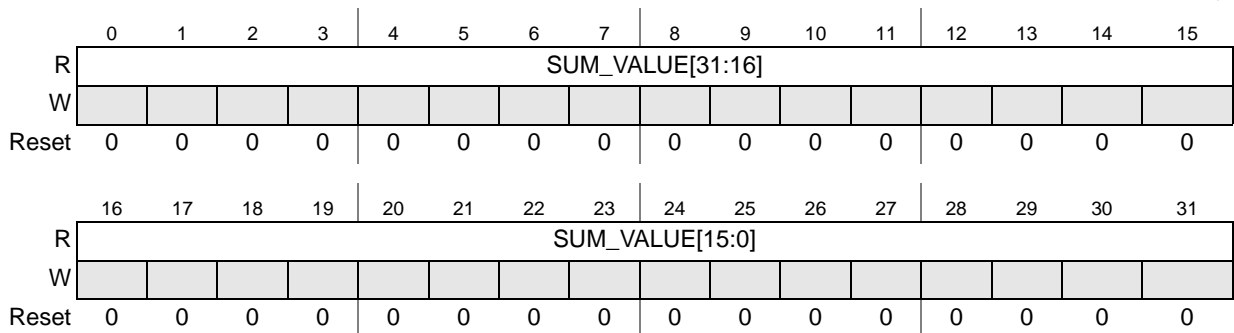 0 1 2 3 4 5 6 7 8 9 10 11 12 13 14 15
R SUM_VALUE[31:16]
W
Reset 0 0 0 0 0 0 0 0 0 0 0 0 0 0 0 0
16 17 18 19 20 21 22 23 24 25 26 27 28 29 30 31
R SUM_VALUE[15:0]
W
Reset 0 0 0 0 0 0 0 0 0 0 0 0 0 0 0 0